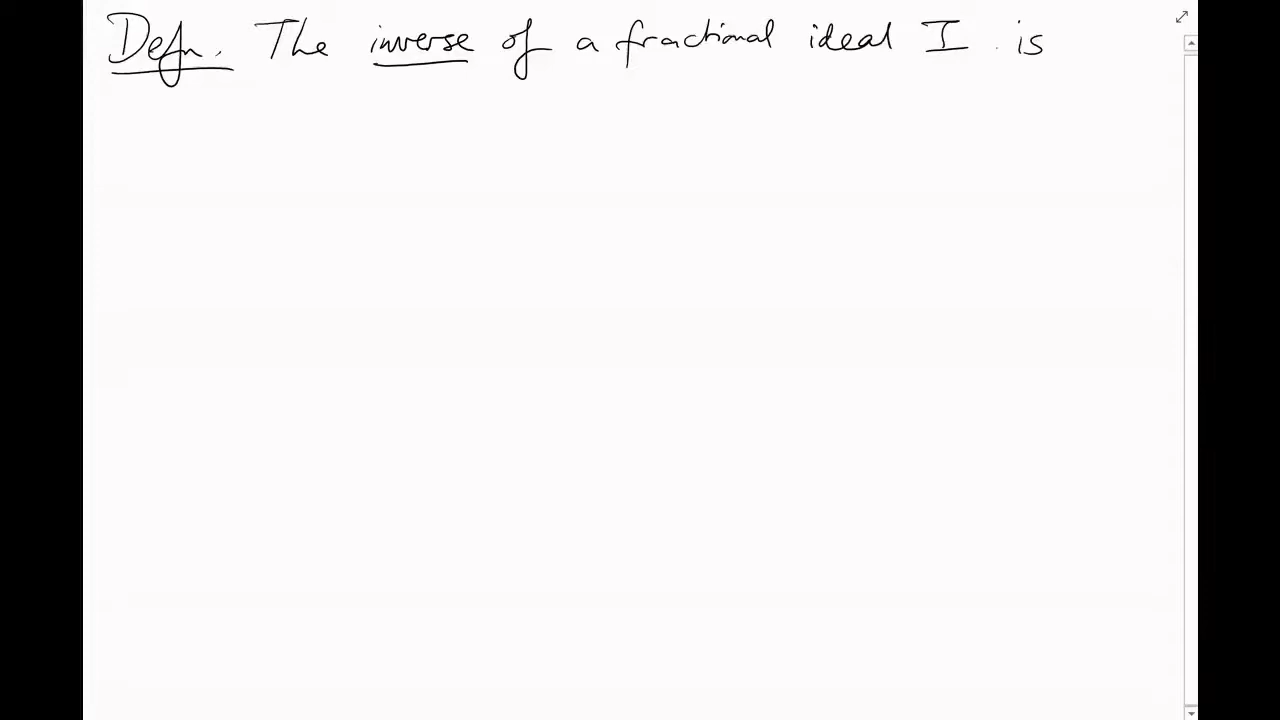 Defn. The inverse of a fractional ideal I is